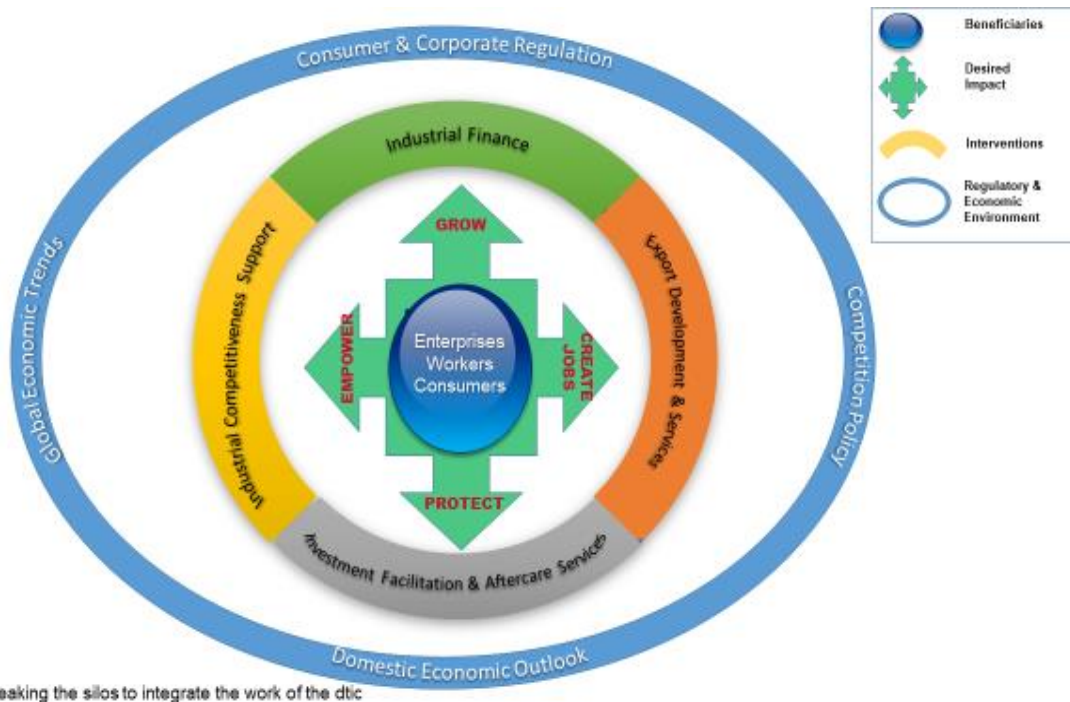 Consumer & Corporate Regulation
Global Economic Trends
Competition Policy
Domestic Economic Outlook
Industrial Finance
Industrial Competitiveness Support
Export Development & Services
Investment Facilitation & Aftercare Services
GROW
EMPOWER
CREATE
JOBS
PROTECT
Enterprises
Workers
Consumers
Beneficiaries
Desired
Impact
Interventions
Regulatory &
Economic
Environment
eaking the silos to integrate the work of the dtic